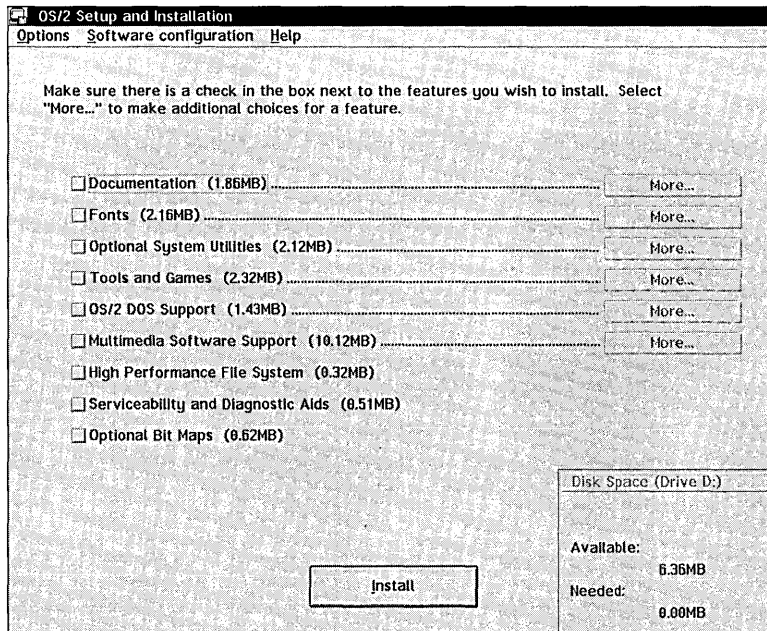 OS/2 Setup and Installation
Options Software configuration Help
Make sure there is a check in the box next to the features you wish to install. Select
"More..." to make additional choices for a feature.
Documentation (1.86MB) More...
Fonts (2.16MB) More...
Optional System Utilities (2.12MB) More...
Tools and Games (2.32MB) More...
OS/2 DOS Support (1.43MB) More...
Multimedia Software Support (10.12MB) More...
High Performance File System (0.32MB)
Serviceability and Diagnostic Aids (0.51MB)
Optional Bit Maps (0.62MB)
Disk Space (Drive D:)
Available:
6.36MB
Install
Needed:
0.00MB